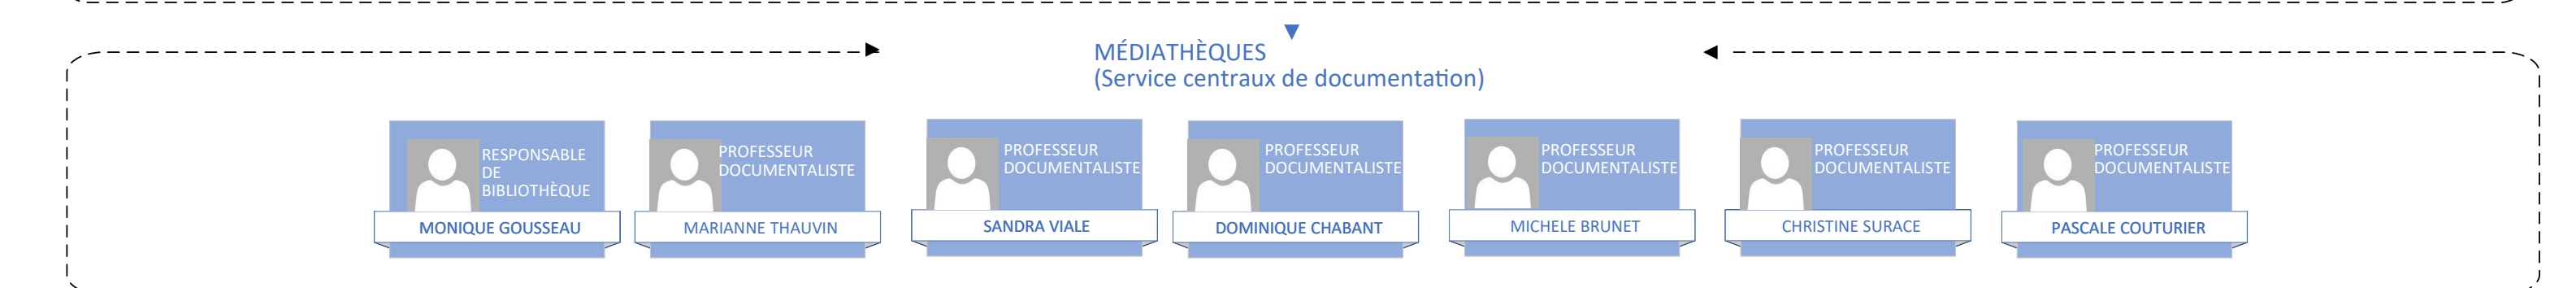 MÉDIATHÈQUES
(Service centraux de documentation)
RESPONSABLE
DE
BIBLIOTHÈQUE
MONIQUE GOUSSEAU
PROFESSEUR
DOCUMENTALISTE
MARIANNE THAUVIN
PROFESSEUR
DOCUMENTALISTE
SANDRA VIALE
PROFESSEUR
DOCUMENTALISTE
DOMINIQUE CHABANT
PROFESSEUR
DOCUMENTALISTE
MICHELE BRUNET
PROFESSEUR
DOCUMENTALISTE
CHRISTINE SURACE
PROFESSEUR
DOCUMENTALISTE
PASCALE COUTURIER